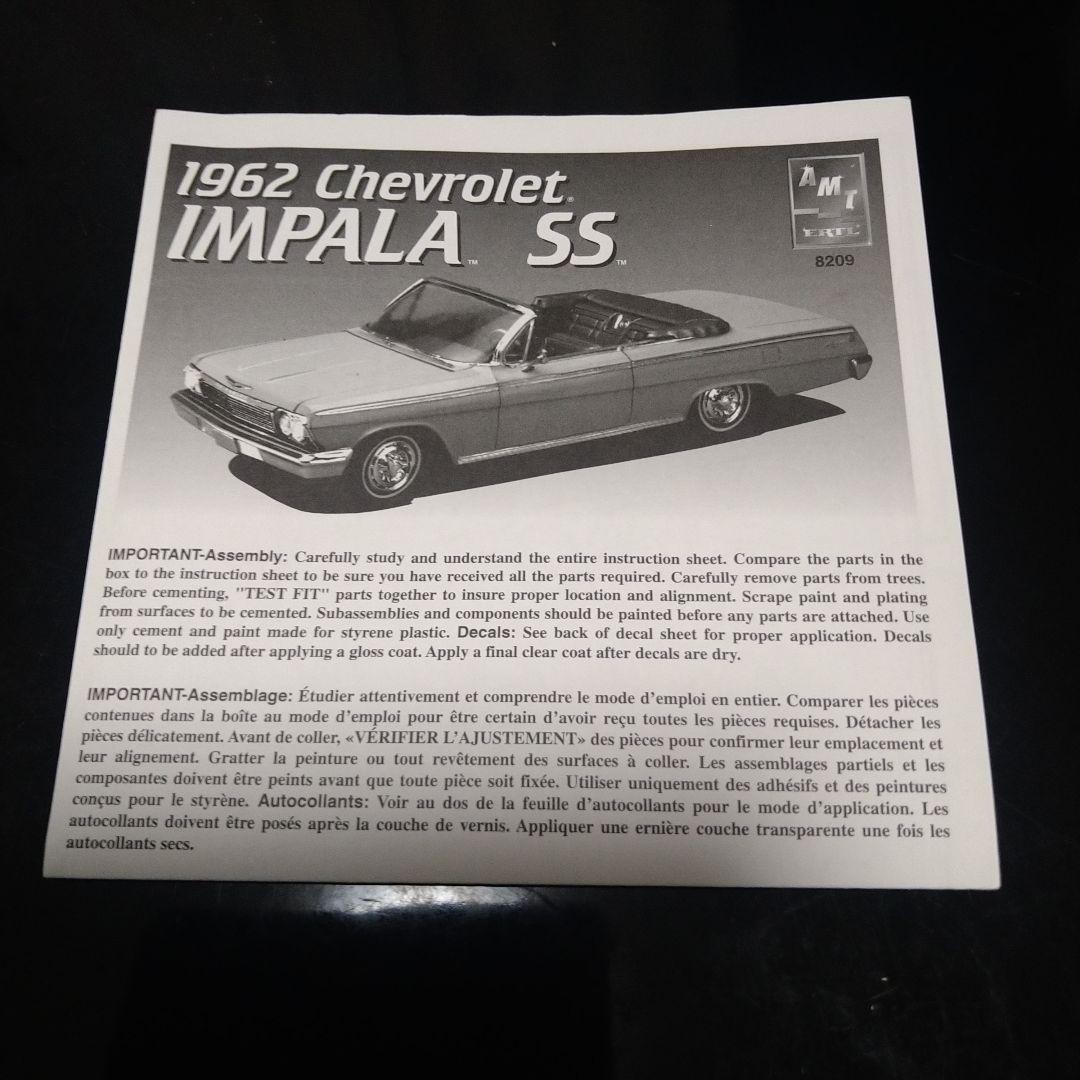 1962 Chevrolet®
IMPALA™ SS™
AMT
ERTL
8209
IMPORTANT-Assembly: Carefully study and understand the entire instruction sheet. Compare the parts in the
box to the instruction sheet to be sure you have received all the parts required. Carefully remove parts from trees.
Before cementing, "TEST FIT" parts together to insure proper location and alignment. Scrape paint and plating
from surfaces to be cemented. Subassemblies and components should be painted before any parts are attached. Use
only cement and paint made for styrene plastic. Decals: See back of decal sheet for proper application. Decals
should to be added after applying a gloss coat. Apply a final clear coat after decals are dry.
IMPORTANT-Assemblage: Étudier attentivement et comprendre le mode d'emploi en entier. Comparer les pièces
contenues dans la boîte au mode d'emploi pour être certain d'avoir reçu toutes les pièces requises. Détacher les
pièces délicatement. Avant de coller, «VÉRIFIER L'AJUSTEMENT» des pièces pour confirmer leur emplacement et
leur alignement. Gratter la peinture ou tout revêtement des surfaces à coller. Les assemblages partiels et les
composantes doivent être peints avant que toute pièce soit fixée. Utiliser uniquement des adhésifs et des peintures
conçus pour le styrène. Autocollants: Voir au dos de la feuille d'autocollants pour le mode d'application. Les
autocollants doivent être posés après la couche de vernis. Appliquer une ernière couche transparente une fois les
autocollants secs.